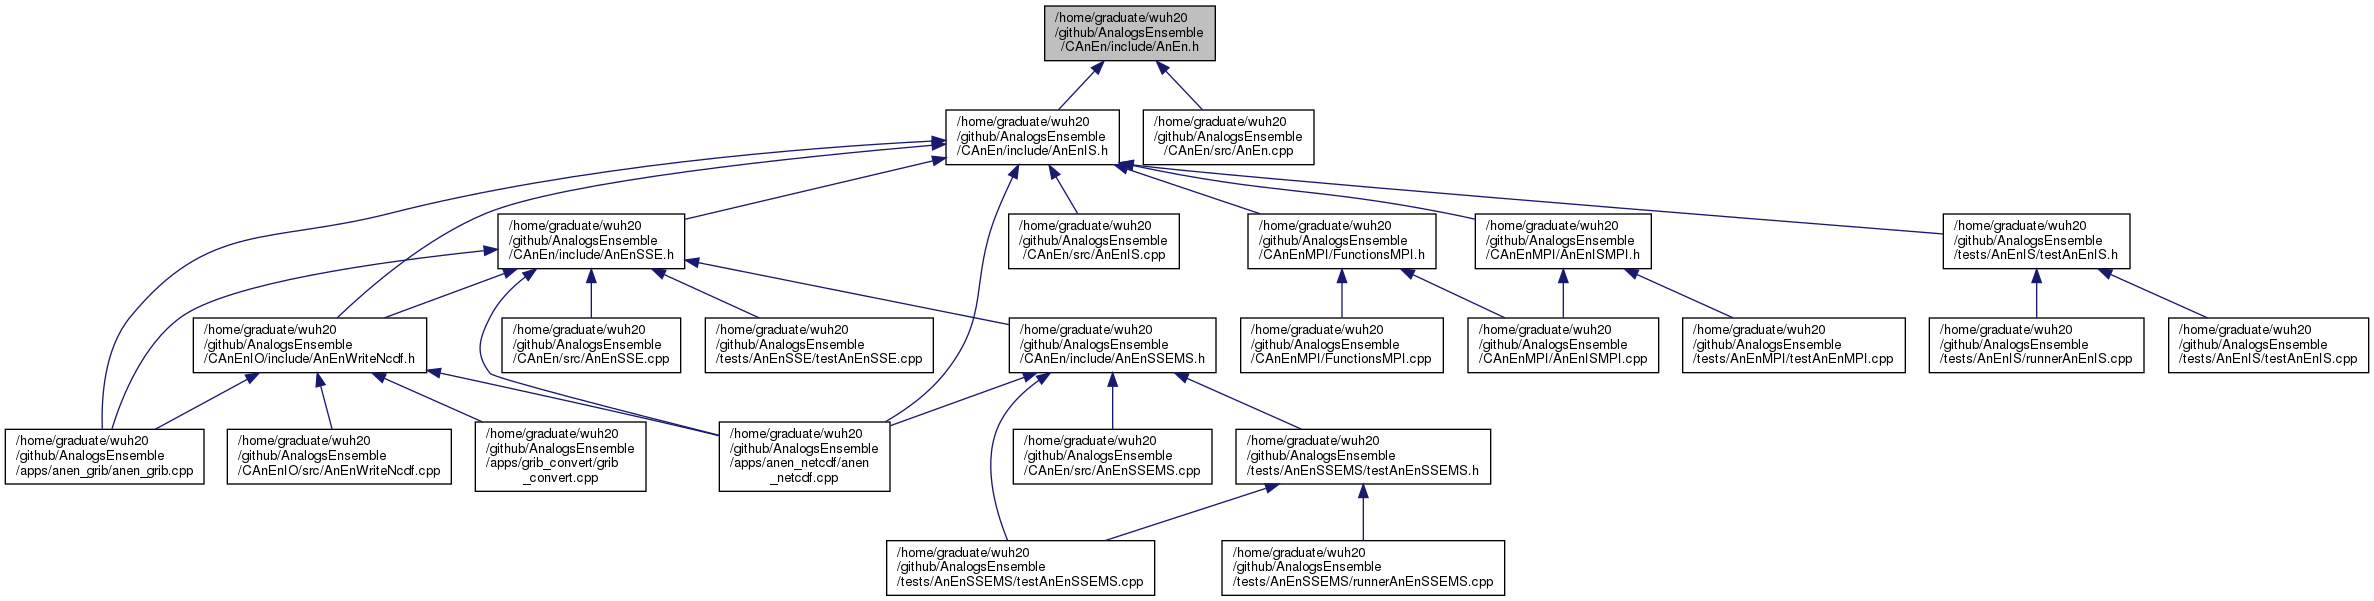 /home/graduate/wuh20
/github/AnalogsEnsemble
/CAnEn/include/AnEn.h
/home/graduate/wuh20
/github/AnalogsEnsemble
/CAnEn/include/AnEnIS.h
/home/graduate/wuh20
/github/AnalogsEnsemble
/CAnEn/src/AnEn.cpp
/home/graduate/wuh20
/github/AnalogsEnsemble
/CAnEn/include/AnEnSSE.h
/home/graduate/wuh20
/github/AnalogsEnsemble
/CAnEn/src/AnEnIS.cpp
/home/graduate/wuh20
/github/AnalogsEnsemble
/CAnEnMPI/FunctionsMPI.h
/home/graduate/wuh20
/github/AnalogsEnsemble
/CAnEnMPI/AnEnISMPI.h
/home/graduate/wuh20
/github/AnalogsEnsemble
/tests/AnEnIS/testAnEnIS.h
/home/graduate/wuh20
/github/AnalogsEnsemble
/CAnEnIO/include/AnEnWriteNcdf.h
/home/graduate/wuh20
/github/AnalogsEnsemble
/CAnEn/src/AnEnSSE.cpp
/home/graduate/wuh20
/github/AnalogsEnsemble
/tests/AnEnSSE/testAnEnSSE.cpp
/home/graduate/wuh20
/github/AnalogsEnsemble
/CAnEn/include/AnEnSSEMS.h
/home/graduate/wuh20
/github/AnalogsEnsemble
/CAnEnMPI/FunctionsMPI.cpp
/home/graduate/wuh20
/github/AnalogsEnsemble
/CAnEnMPI/AnEnISMPI.cpp
/home/graduate/wuh20
/github/AnalogsEnsemble
/tests/AnEnMPI/testAnEnMPI.cpp
/home/graduate/wuh20
/github/AnalogsEnsemble
/tests/AnEnIS/runnerAnEnIS.cpp
/home/graduate/wuh20
/github/AnalogsEnsemble
/tests/AnEnIS/testAnEnIS.cpp
/home/graduate/wuh20
/github/AnalogsEnsemble
/apps/anen_grib/anen_grib.cpp
/home/graduate/wuh20
/github/AnalogsEnsemble
/CAnEnIO/src/AnEnWriteNcdf.cpp
/home/graduate/wuh20
/github/AnalogsEnsemble
/apps/grib_convert/grib
_convert.cpp
/home/graduate/wuh20
/github/AnalogsEnsemble
/apps/anen_netcdf/anen
_netcdf.cpp
/home/graduate/wuh20
/github/AnalogsEnsemble
/CAnEn/src/AnEnSSEMS.cpp
/home/graduate/wuh20
/github/AnalogsEnsemble
/tests/AnEnSSEMS/testAnEnSSEMS.h
/home/graduate/wuh20
/github/AnalogsEnsemble
/tests/AnEnSSEMS/testAnEnSSEMS.cpp
/home/graduate/wuh20
/github/AnalogsEnsemble
/tests/AnEnSSEMS/runnerAnEnSSEMS.cpp